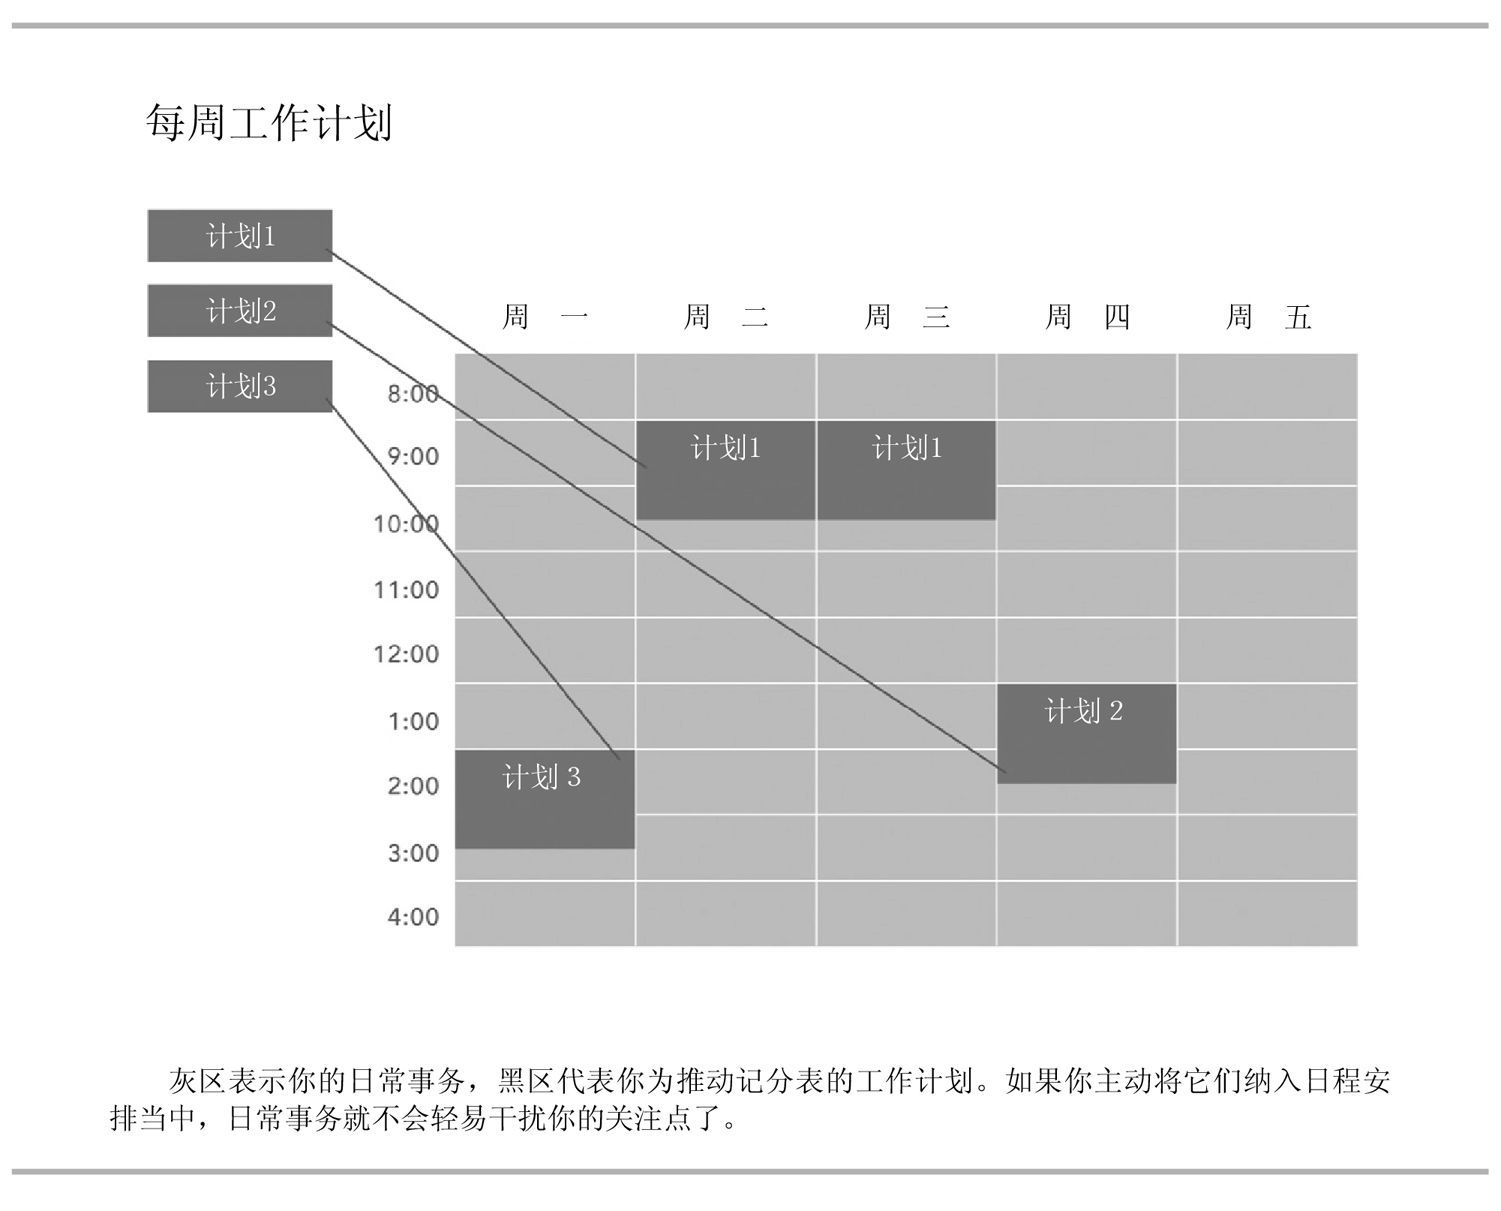 每周工作计划
计划1
计划2
计划3
周 一 周 二 周 三 周 四 周 五
8:00
9:00 计划1 计划1
10:00
11:00
12:00
1:00 计划 2
2:00 计划 3
3:00
4:00
灰区表示你的日常事务，黑区代表你为推动记分表的工作计划。如果你主动将它们纳入日程安
排当中，日常事务就不会轻易干扰你的关注点了。